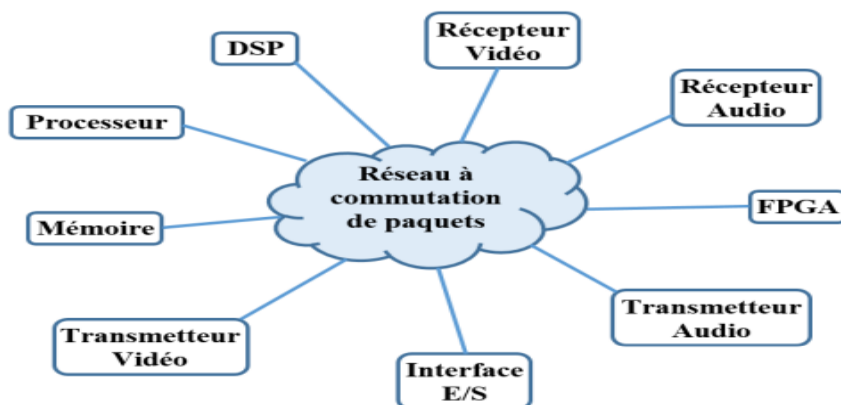 DSP
Récepteur
Vidéo
Récepteur
Audio
Processeur
Réseau à
commutation
de paquets
FPGA
Mémoire
Transmetteur
Audio
Transmetteur
Vidéo
Interface
E/S